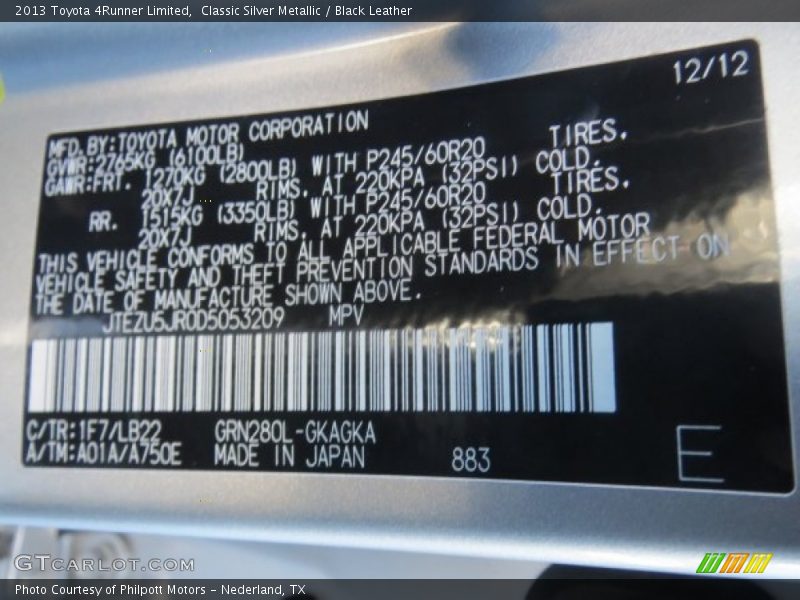 2013 Toyota 4Runner Limited,  Classic Silver Metallic / Black Leather
12/12
MFD. BY: TOYOTA MOTOR CORPORATION
GVWR: 2765KG (6100LB)
GAWR: FRT. 1270KG (2800LB) WITH P245/60R20 TIRES,
20X7J RIMS, AT 220KPA (32PSI) COLD.
RR. 1515KG (3350LB) WITH P245/60R20 TIRES,
20X7J RIMS, AT 220KPA (32PSI) COLD.
THIS VEHICLE CONFORMS TO ALL APPLICABLE FEDERAL MOTOR
VEHICLE SAFETY AND THEFT PREVENTION STANDARDS IN EFFECT ON
THE DATE OF MANUFACTURE SHOWN ABOVE.
JTEZU5JR0D5053209 MPV
C/TR: 1F7/LB22 GRN280L-GKAGKA
A/TM: A01A/A750E MADE IN JAPAN 883 E
GTCARLOT.COM
Photo Courtesy of Philpott Motors - Nederland, TX